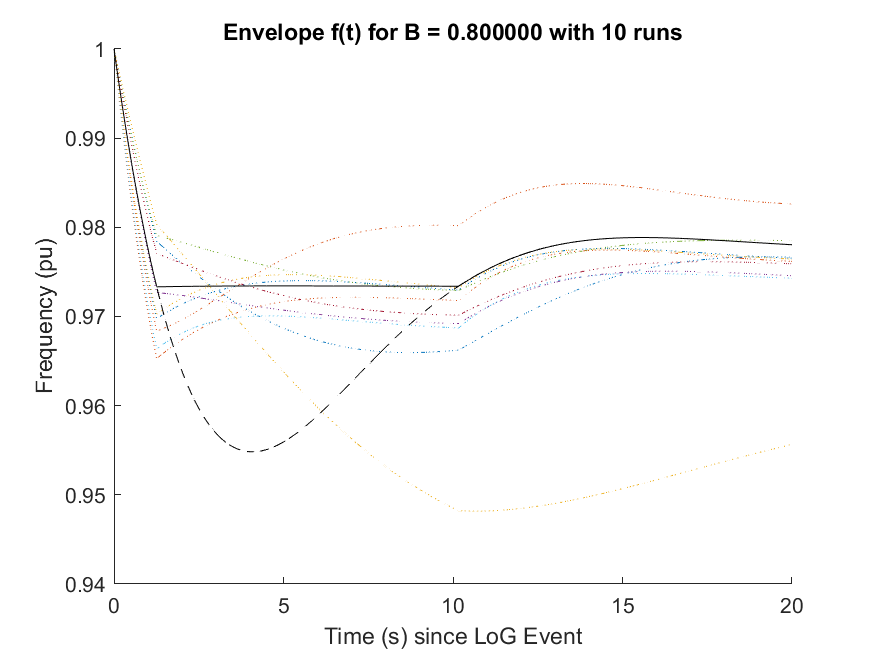 Envelope f(t) for B = 0.800000 with 10 runs
1
0.99
0.98
0.97
0.96
0.95
0.94
Frequency (pu)
0 5 10 15 20
Time (s) since LoG Event